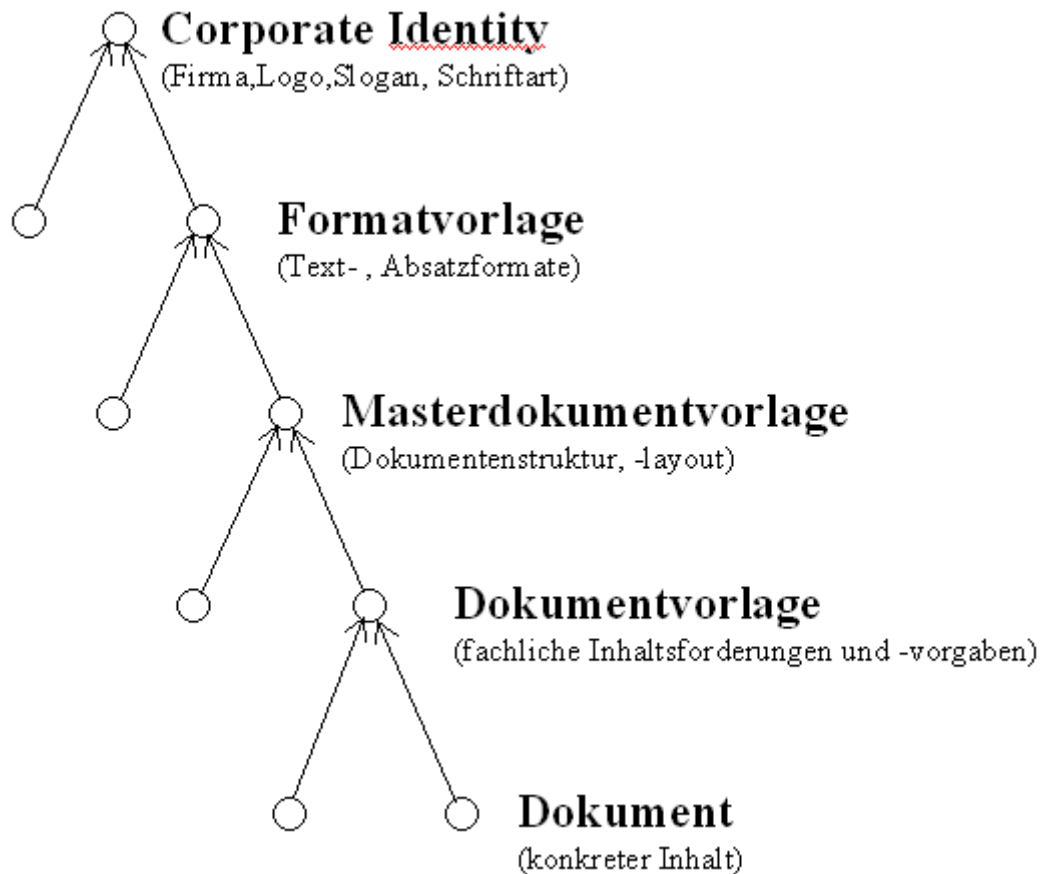 Corporate Identity
(Firma,Logo,Slogan, Schriftart)
Formatvorlage
(Text- , Absatzformate)
Masterdokumentvorlage
(Dokumentenstruktur, -layout)
Dokumentvorlage
(fachliche Inhaltsforderungen und -vorgaben)
Dokument
(konkreter Inhalt)